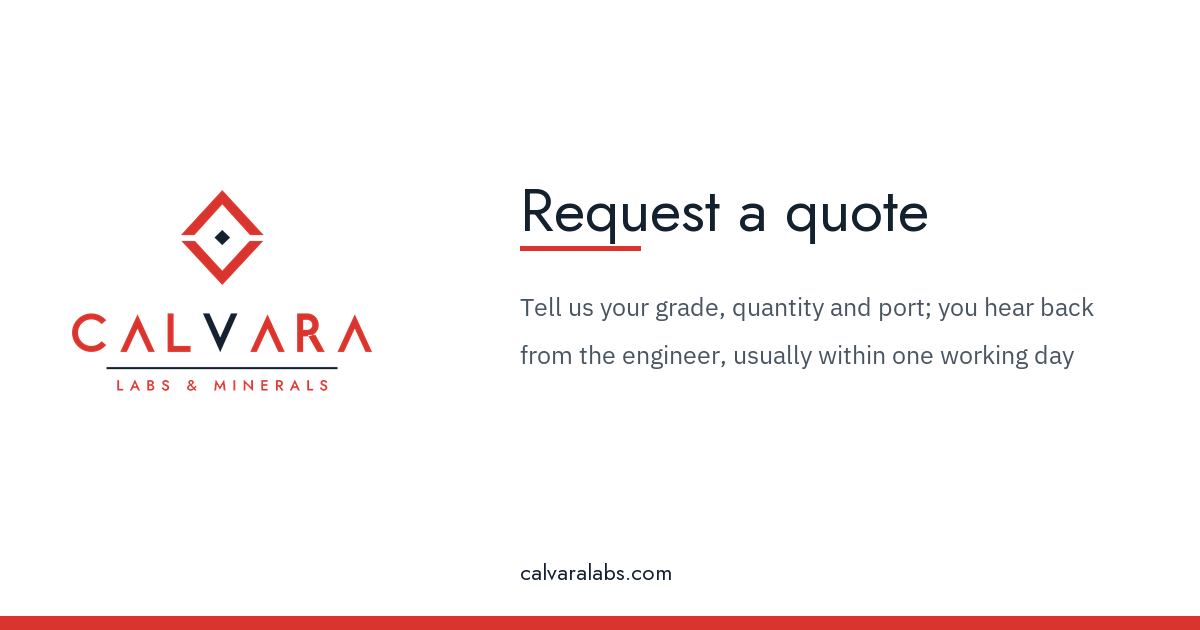 CALVARA
LABS & MINERALS
Request a quote
Tell us your grade, quantity and port; you hear back
from the engineer, usually within one working day
calvaralabs.com